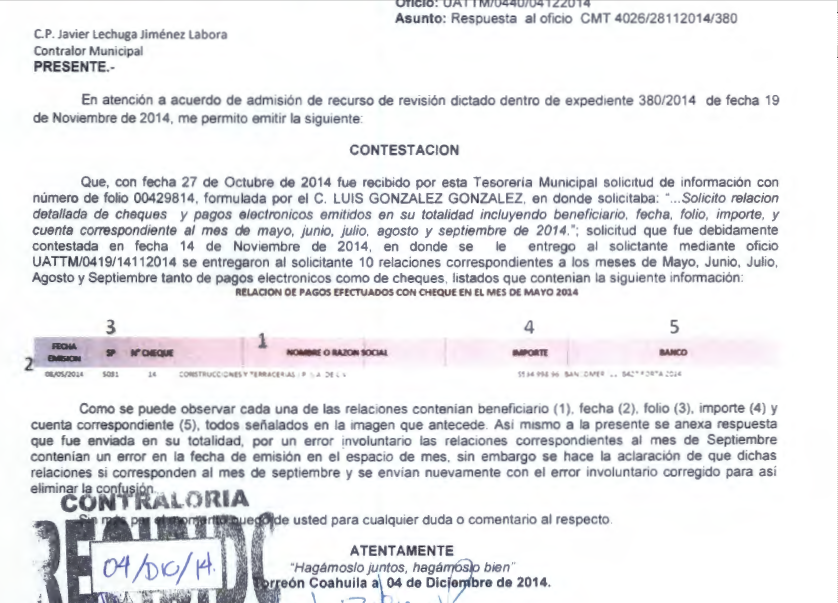 Oficio: UATTM/0440/04122014
Asunto: Respuesta al oficio CMT 4026/28112014/380
C.P. Javier Lechuga Jiménez Labora
Contralor Municipal
PRESENTE.-
En atención a acuerdo de admisión de recurso de revisión dictado dentro de expediente 380/2014 de fecha 19
de Noviembre de 2014, me permito emitir la siguiente:
CONTESTACION
Que, con fecha 27 de Octubre de 2014 fue recibido por esta Tesorería Municipal solicitud de información con
número de folio 00429814, formulada por el C. LUIS GONZALEZ GONZALEZ, en donde solicitaba: "...Solicito relacion
detallada de cheques y pagos electronicos emitidos en su totalidad incluyendo beneficiario, fecha, folio, importe, y
cuenta correspondiente al mes de mayo, junio, julio, agosto y septiembre de 2014."; solicitud que fue debidamente
contestada en fecha 14 de Noviembre de 2014, en donde se le entrego al solictante mediante oficio
UATTM/0419/14112014 se entregaron al solicitante 10 relaciones correspondientes a los meses de Mayo, Junio, Julio,
Agosto y Septiembre tanto de pagos electronicos como de cheques, listados que contenian la siguiente información:
RELACION DE PAGOS EFECTUADOS CON CHEQUE EN EL MES DE MAYO 2014
3 1 4 5
FECHA EMISION SP Nº CHEQUE NOMBRE O RAZON SOCIAL IMPORTE BANCO
2
08/05/2014 5091 14 CONSTRUCCIONES Y TERRACERIAS
Como se puede observar cada una de las relaciones contenian beneficiario (1), fecha (2), folio (3), importe (4) y
cuenta correspondiente (5), todos señalados en la imagen que antecede. Asi mismo a la presente se anexa respuesta
que fue enviada en su totalidad, por un error involuntario las relaciones correspondientes al mes de Septiembre
contenían un error en la fecha de emisión en el espacio de mes, sin embargo se hace la aclaración de que dichas
relaciones si corresponden al mes de septiembre y se envían nuevamente con el error involuntario corregido para así
eliminar la confusión.
CONTRALORIA
Sin más por el momento quedo de usted para cualquier duda o comentario al respecto.
RECIBIDO
04/DIC/14
ATENTAMENTE
"Hagámoslo juntos, hagámoslo bien"
Torreón Coahuila a 04 de Diciembre de 2014.